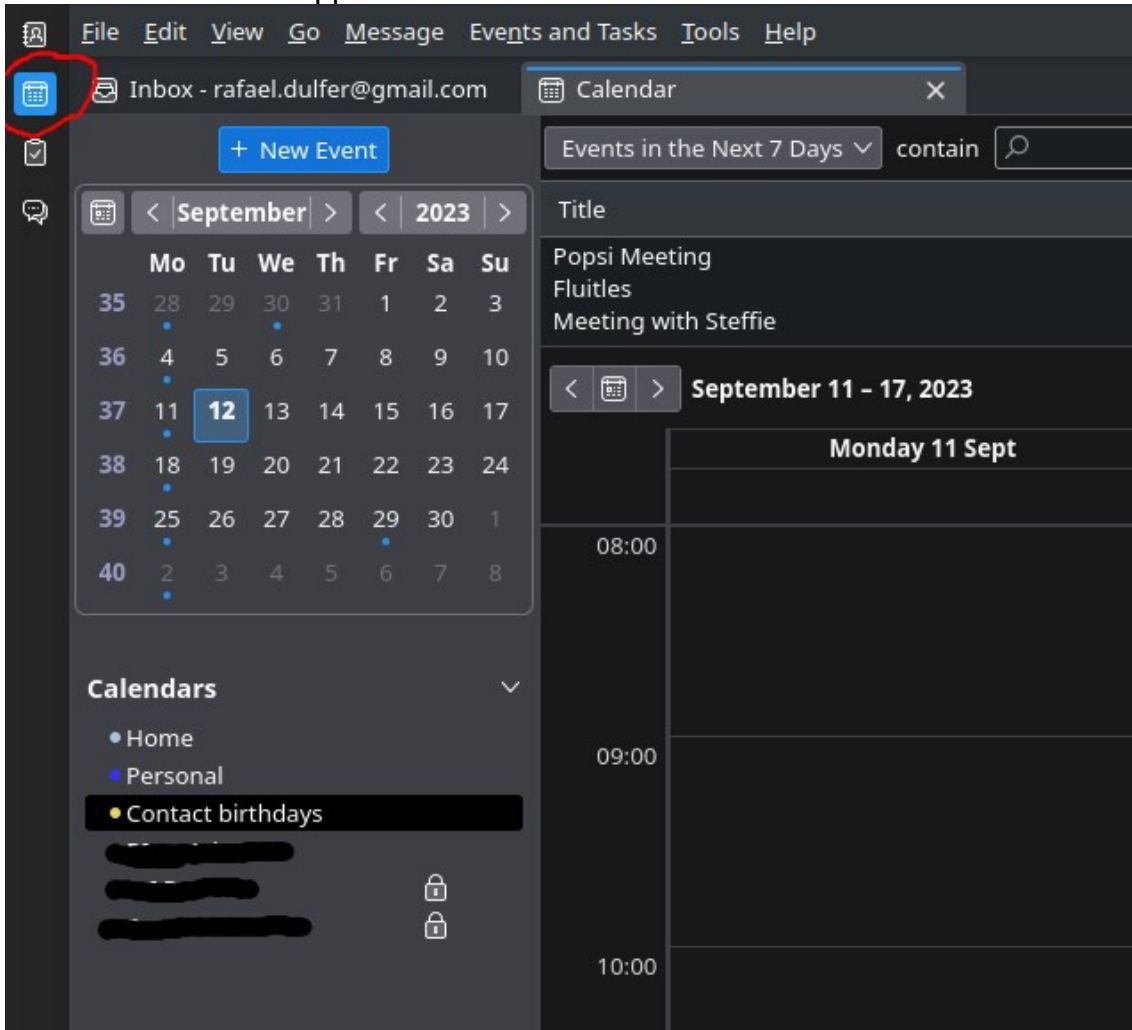 File Edit View Go Message Events and Tasks Tools Help
Inbox - rafael.dulfer@gmail.com Calendar
+ New Event
Events in the Next 7 Days contain
September 2023
Title
Mo Tu We Th Fr Sa Su
35 28 29 30 31 1 2 3
36 4 5 6 7 8 9 10
37 11 12 13 14 15 16 17
38 18 19 20 21 22 23 24
39 25 26 27 28 29 30 1
40 2 3 4 5 6 7 8
Popsi Meeting
Fluitles
Meeting with Steffie
September 11 – 17, 2023
Monday 11 Sept
08:00
09:00
10:00
Calendars
Home
Personal
Contact birthdays